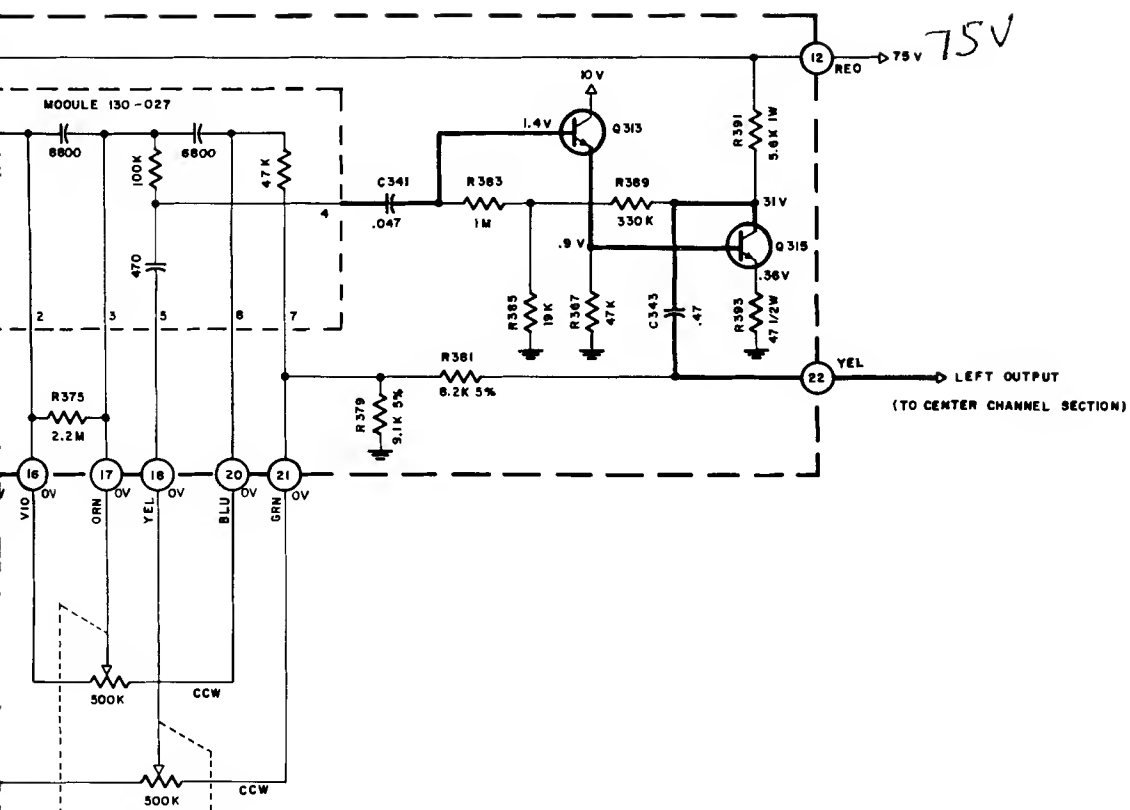 12
RED
75V
75V
10V
MODULE 130-027
1.4V
Q313
R391
5.6K 1W
6800
6800
100K
47K
C341
.047
R383
1M
R389
330K
31V
4
.9V
Q315
.36V
470
R385
19K
R387
47K
C343
.47
R393
47 1/2W
2
3
5
6
7
R381
8.2K 5%
YEL
22
LEFT OUTPUT
(TO CENTER CHANNEL SECTION)
R375
2.2M
R379
9.1K 5%
16
0V
17
0V
18
0V
20
0V
21
0V
VIO
ORN
YEL
BLU
GRN
500K
CCW
500K
CCW